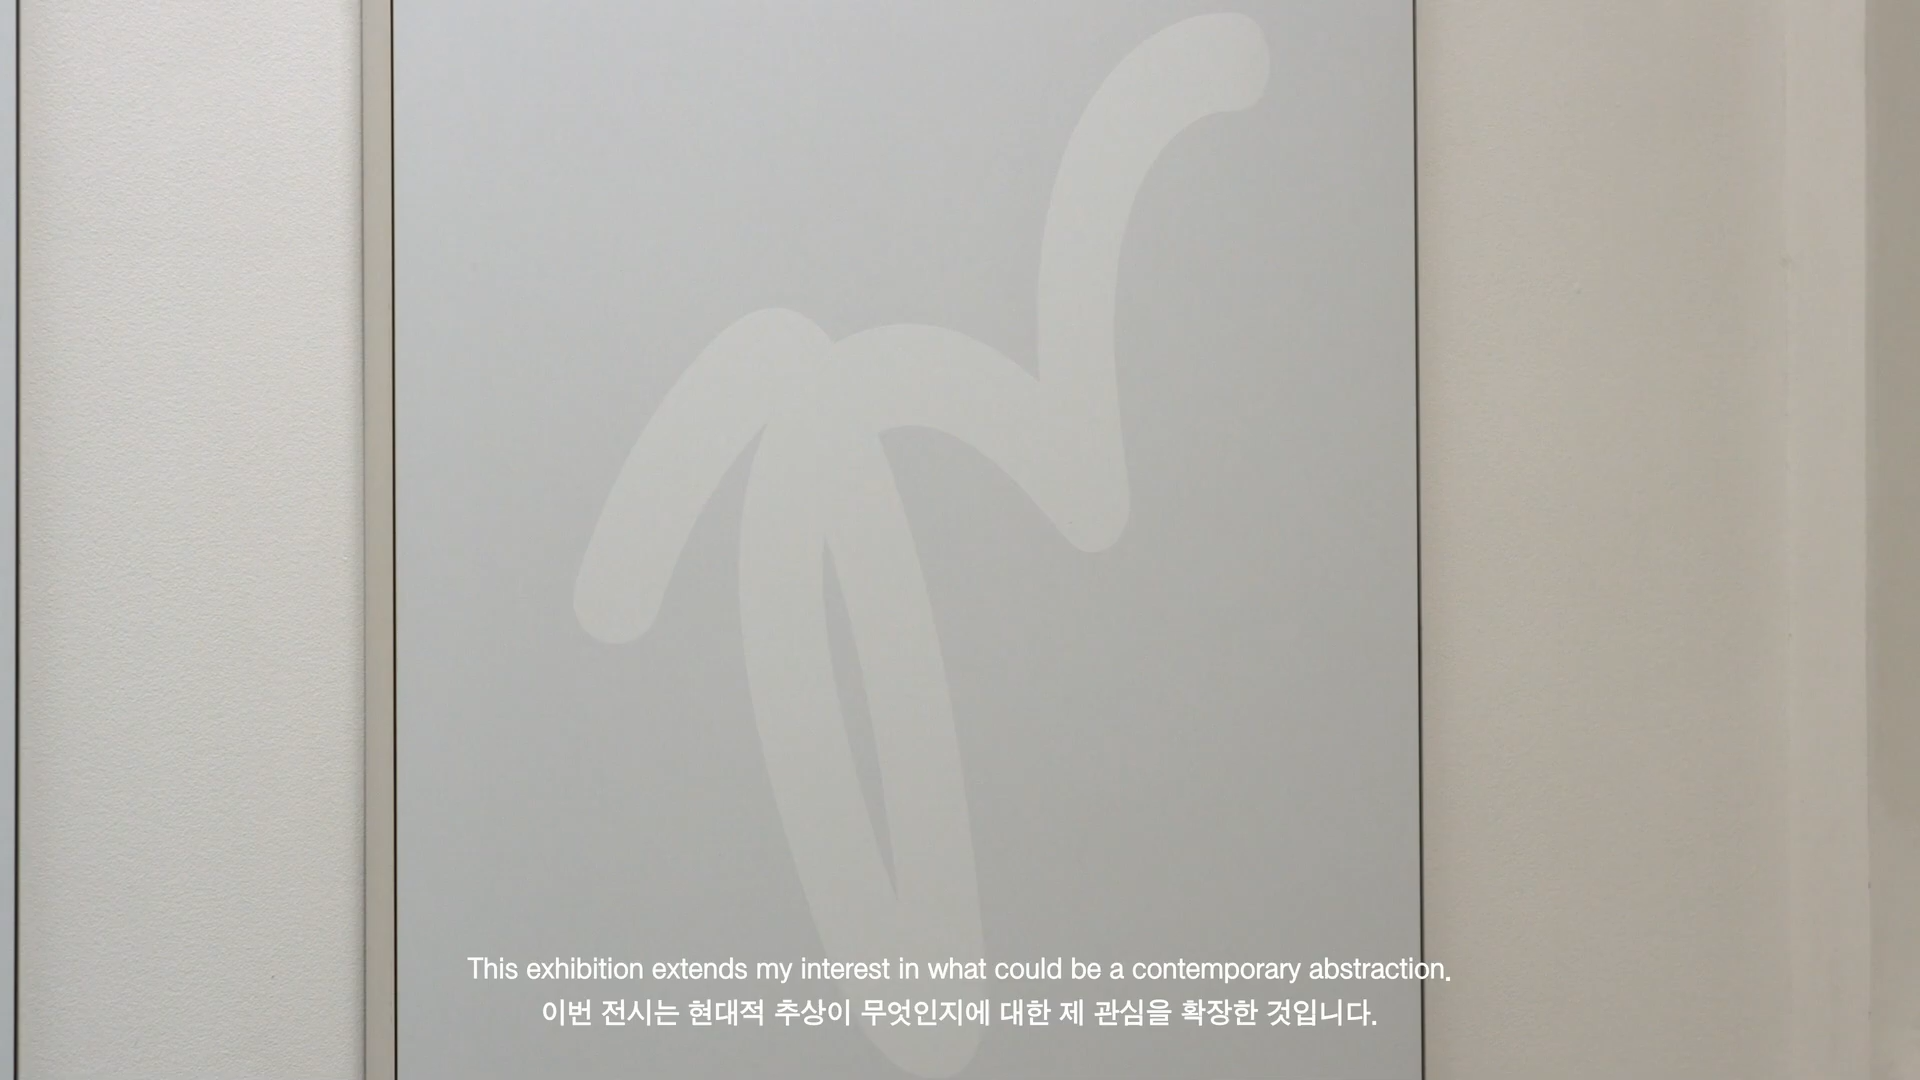 This exhibition extends my interest in what could be a contemporary abstraction.
이번 전시는 현대적 추상이 무엇인지에 대한 제 관심을 확장한 것입니다.